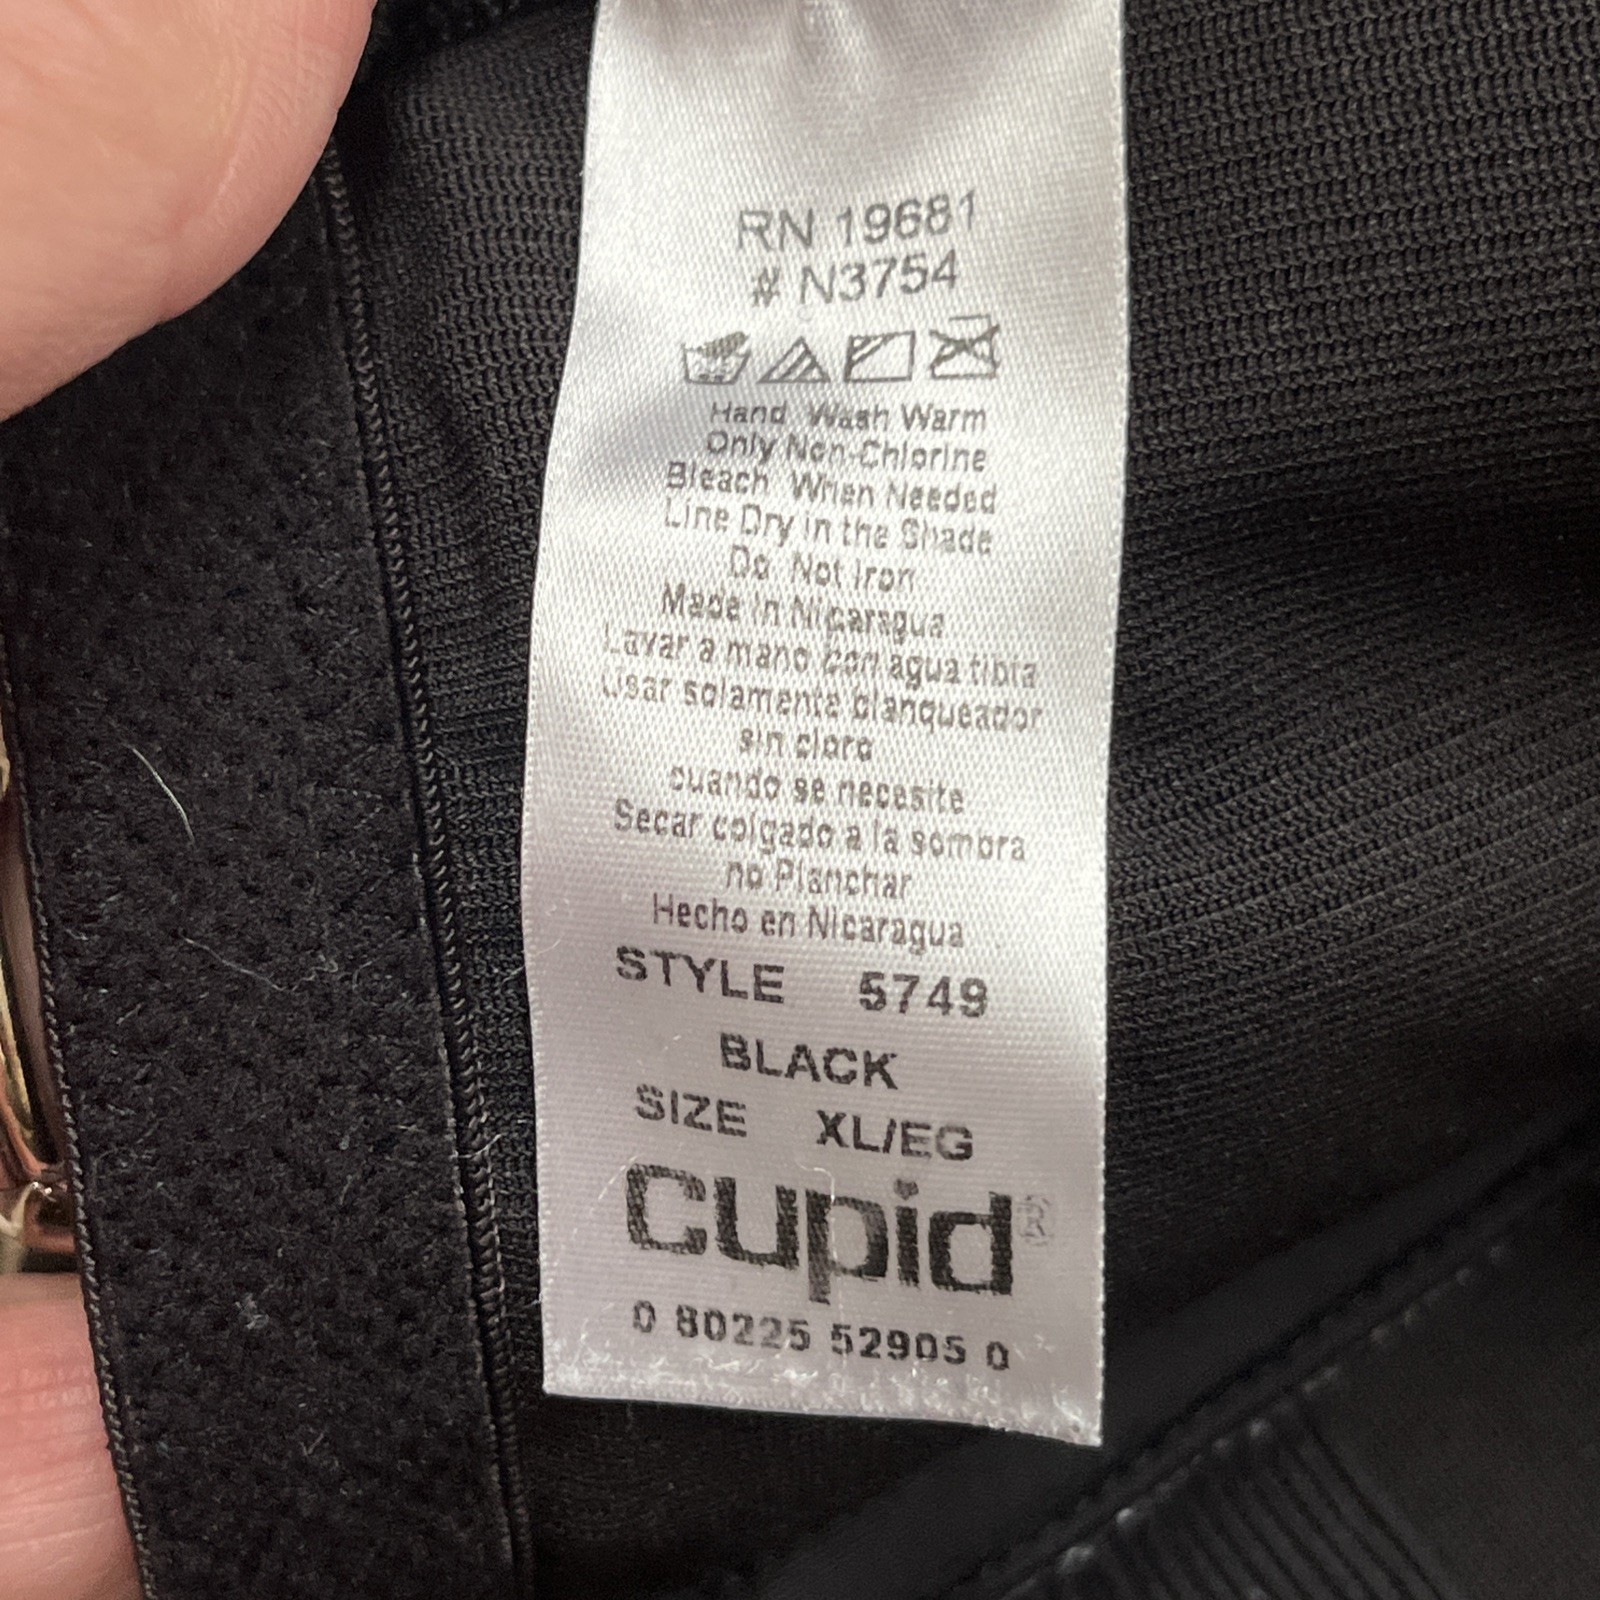 RN 19681
# N3754
Hand Wash Warm
Only Non-Chlorine
Bleach When Needed
Line Dry in the Shade
Do Not Iron
Made in Nicaragua
Lavar a mano con agua tibia
Usar solamente blanqueador
sin cloro
cuando se necesite
Secar colgado a la sombra
no Planchar
Hecho en Nicaragua
STYLE 5749
BLACK
SIZE XL/EG
cupid®
0 80225 52905 0